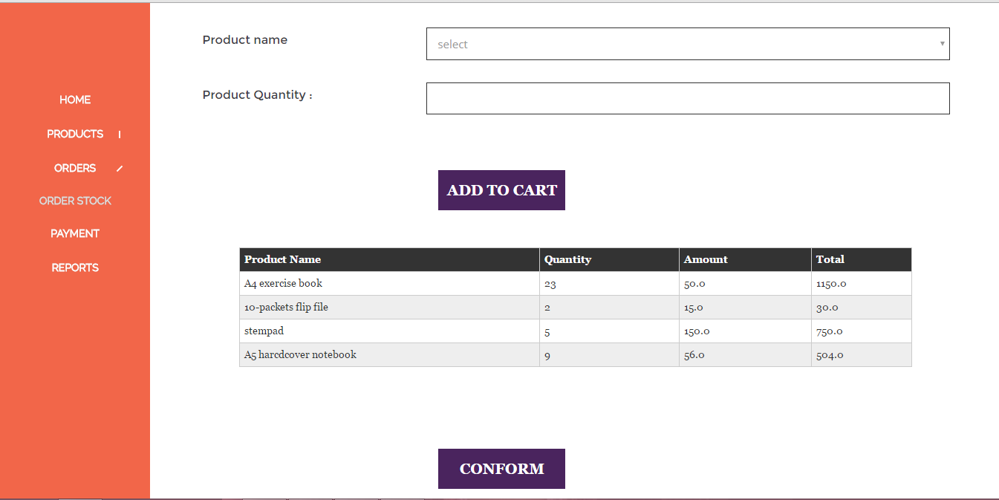 HOME
PRODUCTS
ORDERS
ORDER STOCK
PAYMENT
REPORTS
Product name
select
Product Quantity :
ADD TO CART
Product Name Quantity Amount Total
A4 exercise book 23 50.0 1150.0
10-packets flip file 2 15.0 30.0
stempad 5 150.0 750.0
A5 harcdcover notebook 9 56.0 504.0
CONFORM